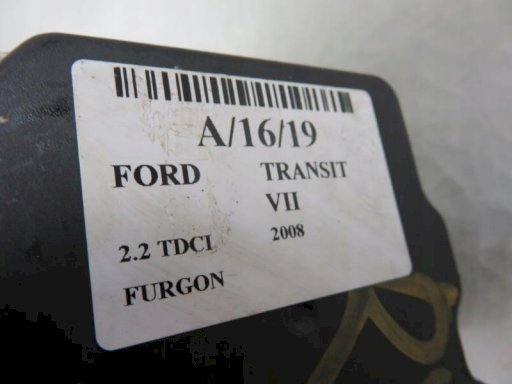 A/16/19
FORD TRANSIT
VII
2.2 TDCI 2008
FURGON